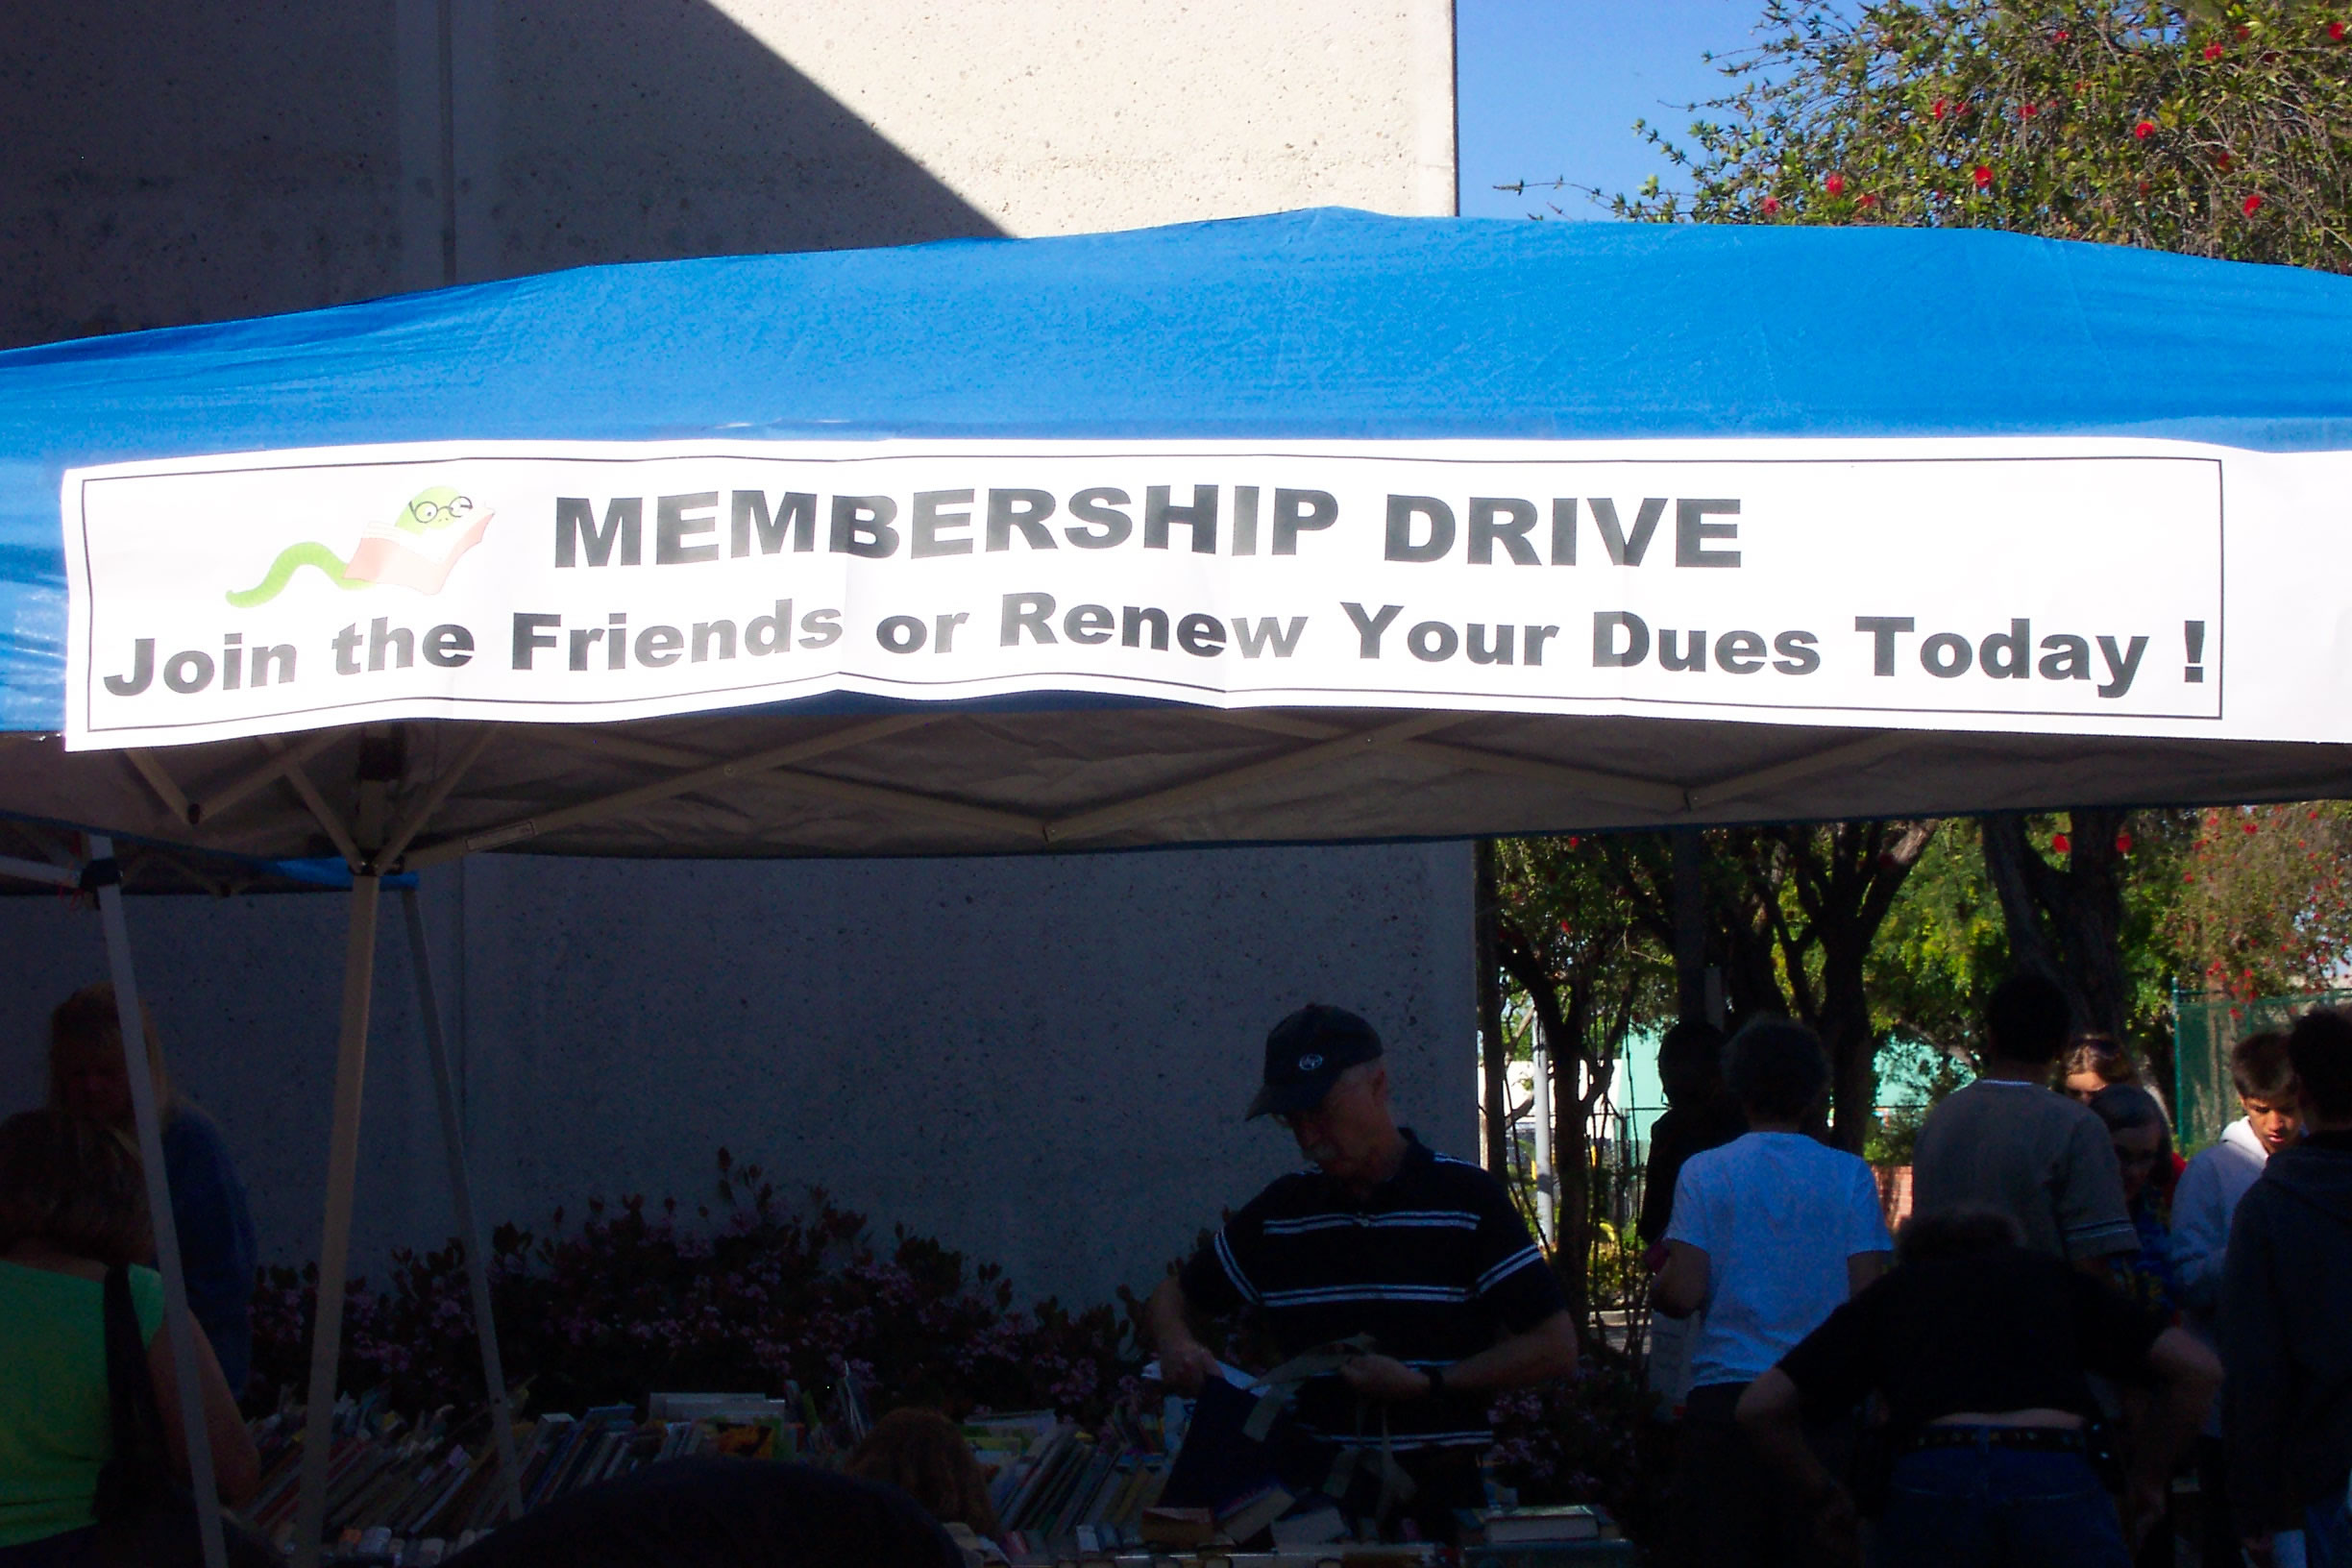 MEMBERSHIP DRIVE
Join the Friends or Renew Your Dues Today !